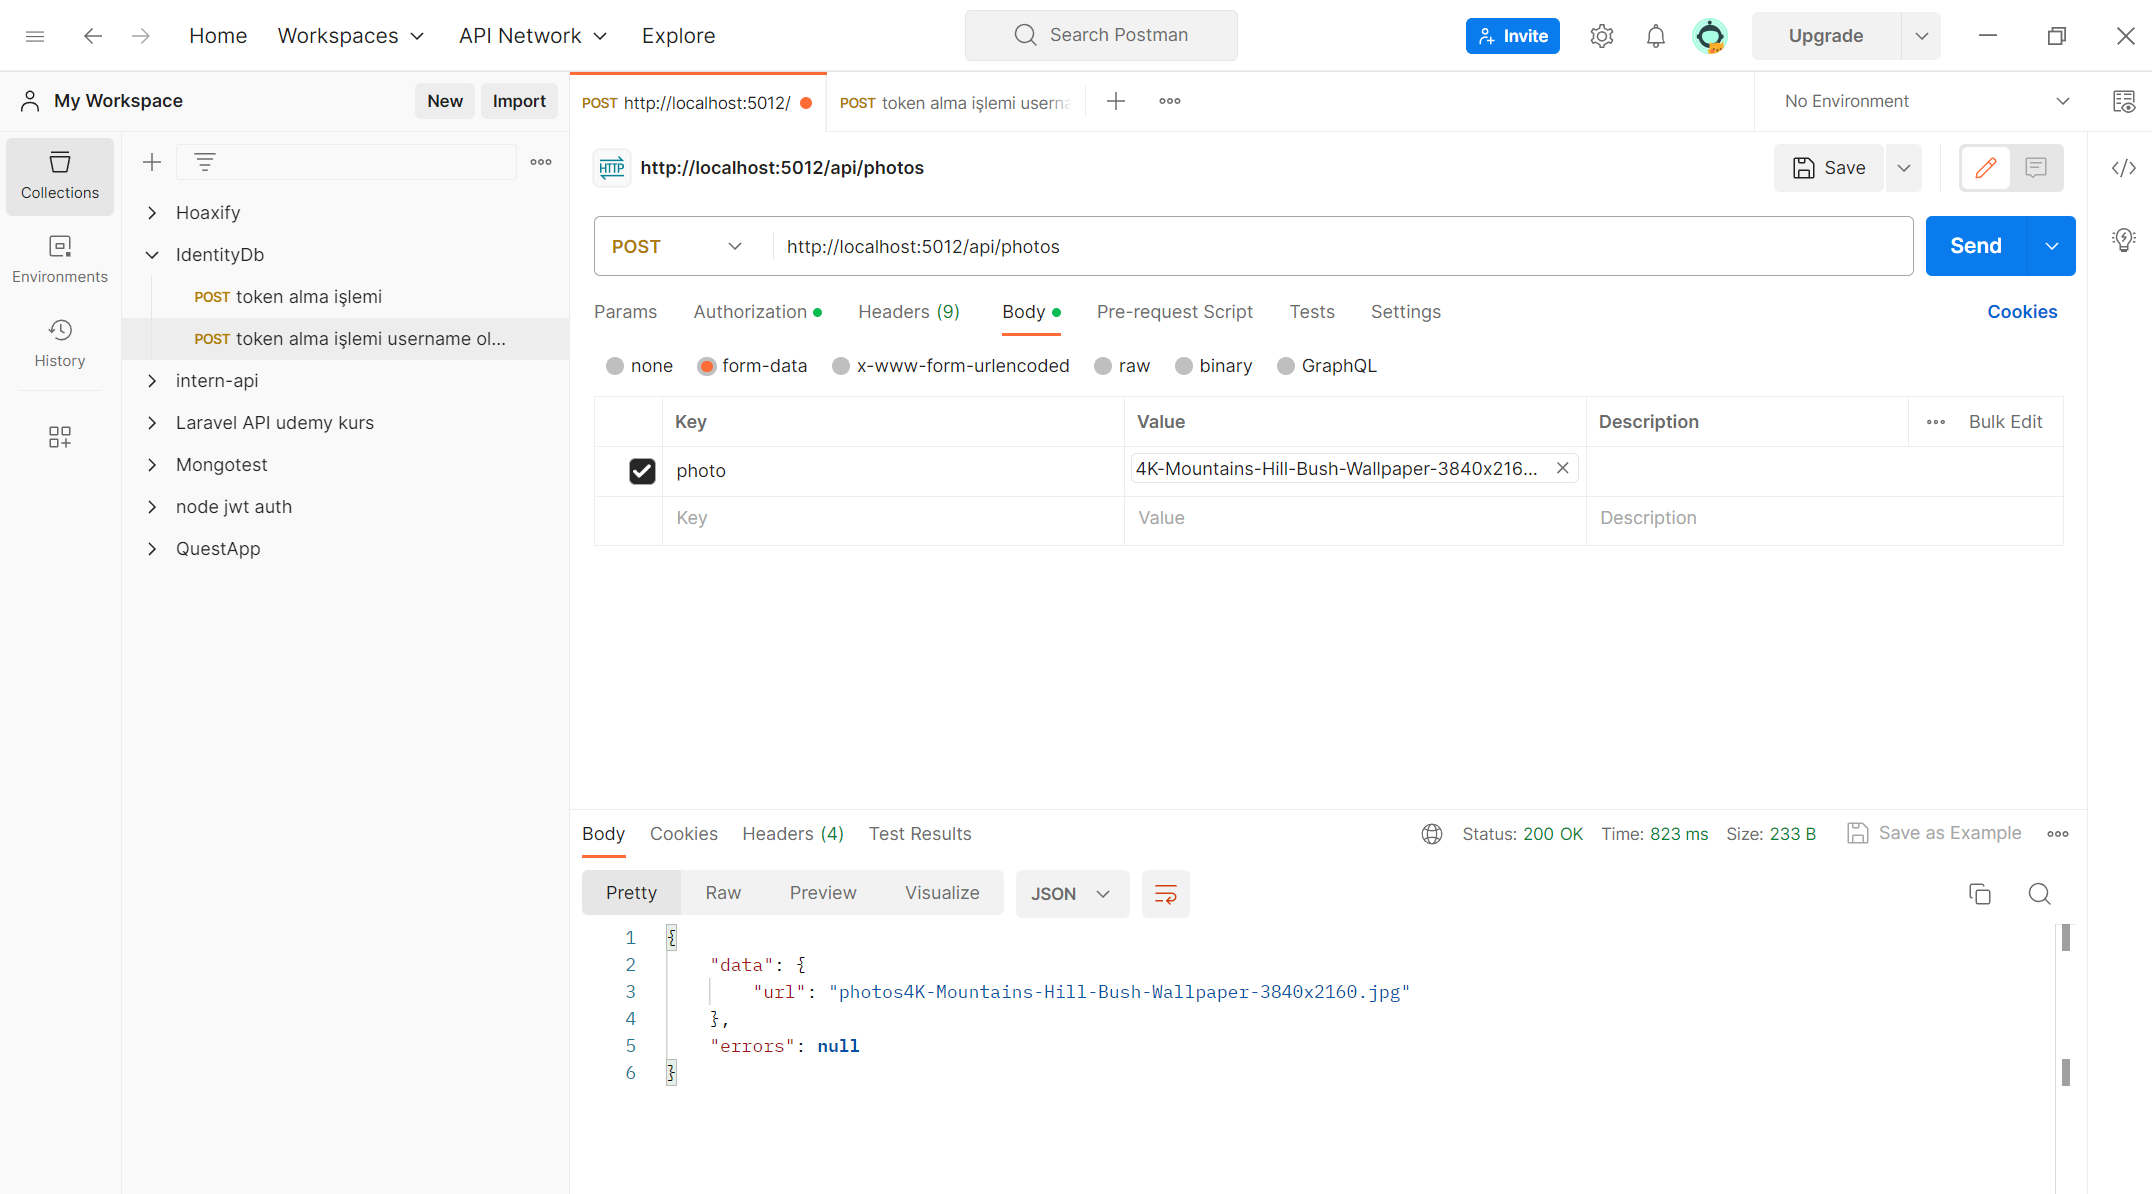 Home Workspaces API Network Explore Search Postman Invite Upgrade
My Workspace New Import
POST http://localhost:5012/ POST token alma işlemi userna No Environment
Collections
Environments
History
Hoaxify
IdentityDb
POST token alma işlemi
POST token alma işlemi username ol...
intern-api
Laravel API udemy kurs
Mongotest
node jwt auth
QuestApp
HTTP http://localhost:5012/api/photos Save
POST http://localhost:5012/api/photos Send
Params Authorization Headers (9) Body Pre-request Script Tests Settings Cookies
none form-data x-www-form-urlencoded raw binary GraphQL
Key Value Description Bulk Edit
photo 4K-Mountains-Hill-Bush-Wallpaper-3840x216...
Key Value Description
Body Cookies Headers (4) Test Results Status: 200 OK Time: 823 ms Size: 233 B Save as Example
Pretty Raw Preview Visualize JSON
1 {
2 "data": {
3 "url": "photos4K-Mountains-Hill-Bush-Wallpaper-3840x2160.jpg"
4 },
5 "errors": null
6 }